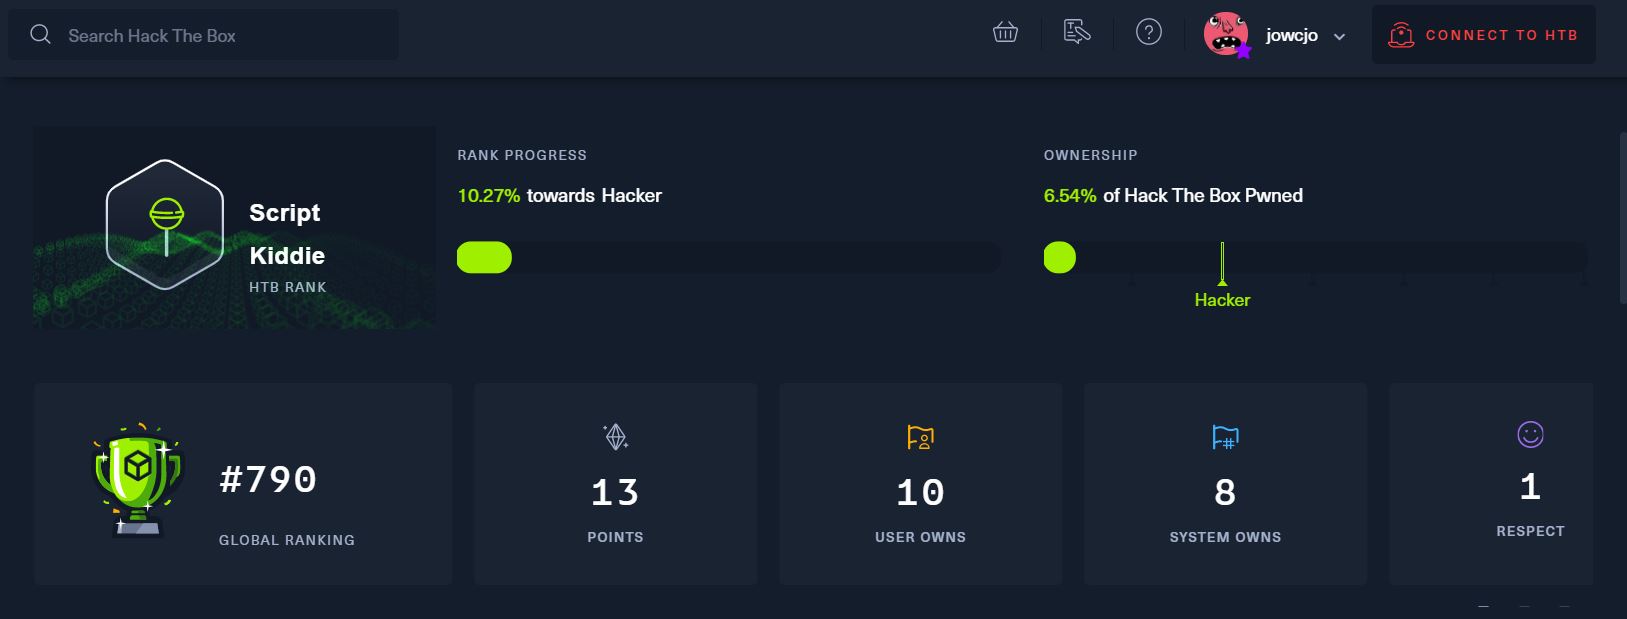 Search Hack The Box
jowcjo
CONNECT TO HTB
Script
Kiddie
HTB RANK
RANK PROGRESS
10.27% towards Hacker
OWNERSHIP
6.54% of Hack The Box Pwned
Hacker
#790
GLOBAL RANKING
13
POINTS
10
USER OWNS
8
SYSTEM OWNS
1
RESPECT